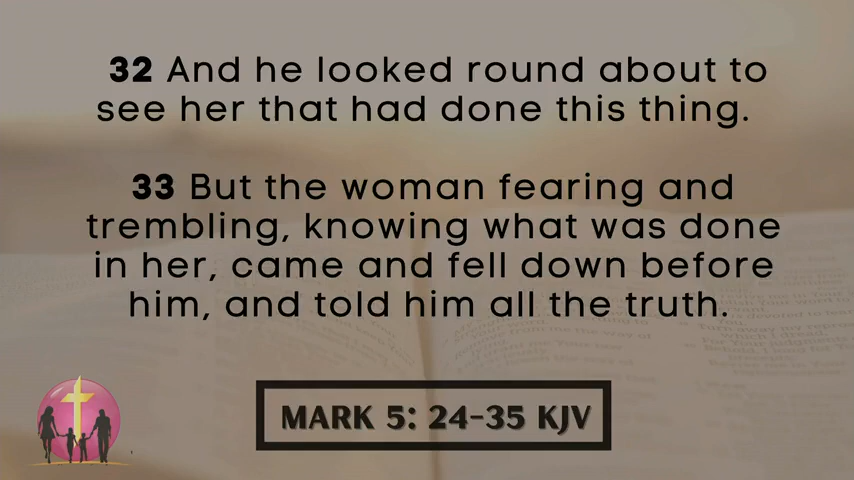 32 And he looked round about to
see her that had done this thing.
33 But the woman fearing and
trembling, knowing what was done
in her, came and fell down before
him, and told him all the truth.
MARK 5: 24-35 KJV